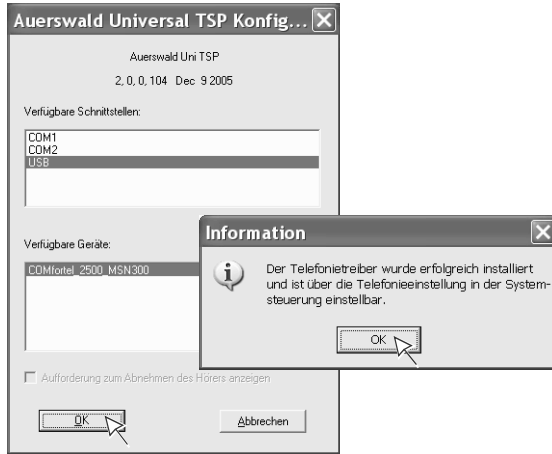 Auerswald Universal TSP Konfig...
Auerswald Uni TSP
2, 0, 0, 104 Dec 9 2005
Verfügbare Schnittstellen:
COM1
COM2
USB
Verfügbare Geräte:
COMfortel_2500_MSN300
Aufforderung zum Abnehmen des Hörers anzeigen
OK
Abbrechen
Information
Der Telefonietreiber wurde erfolgreich installiert
und ist über die Telefonieeinstellung in der System-
steuerung einstellbar.
OK